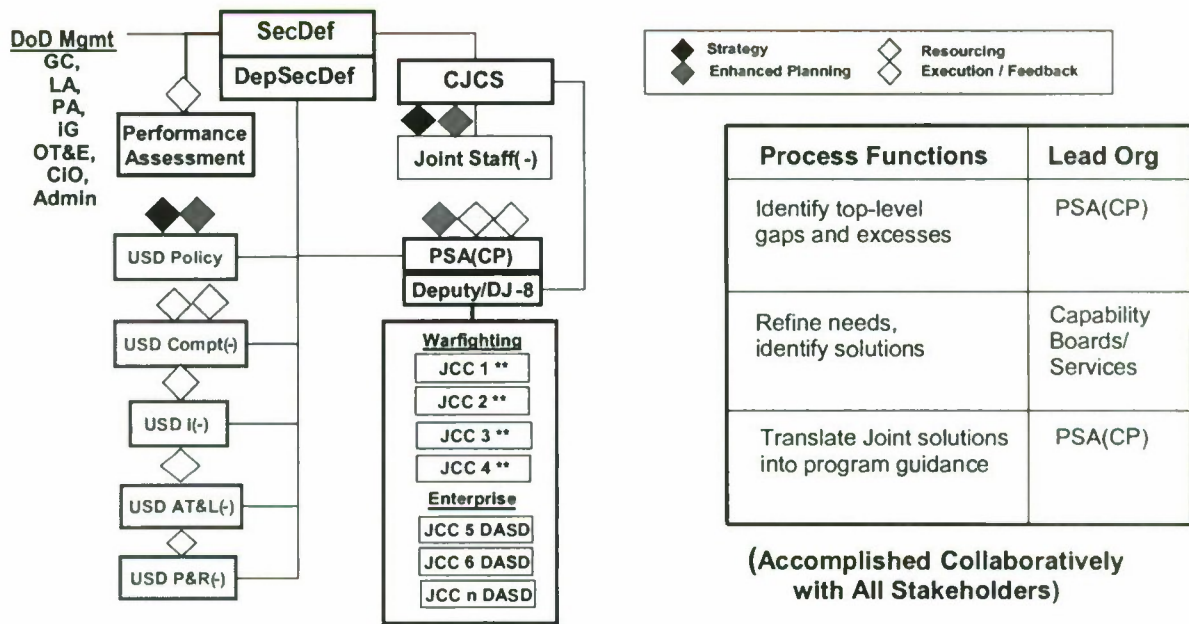 DoD Mgmt
GC,
LA,
PA,
IG
OT&E,
CiO,
Admin
SecDef
DepSecDef
CJCS
Performance
Assessment
Joint Staff(-)
USD Policy
PSA(CP)
Deputy/DJ-8
USD Compt(-)
USD i(-)
USD AT&L(-)
USD P&R(-)
Warfighting
JCC 1 **
JCC 2 **
JCC 3 **
JCC 4 **
Enterprise
JCC 5 DASD
JCC 6 DASD
JCC n DASD
Strategy
Enhanced Planning
Resourcing
Execution / Feedback
Process Functions
Lead Org
Identify top-level
gaps and excesses
PSA(CP)
Refine needs,
identify solutions
Capability
Boards/
Services
Translate Joint solutions
into program guidance
PSA(CP)
(Accomplished Collaboratively
with All Stakeholders)